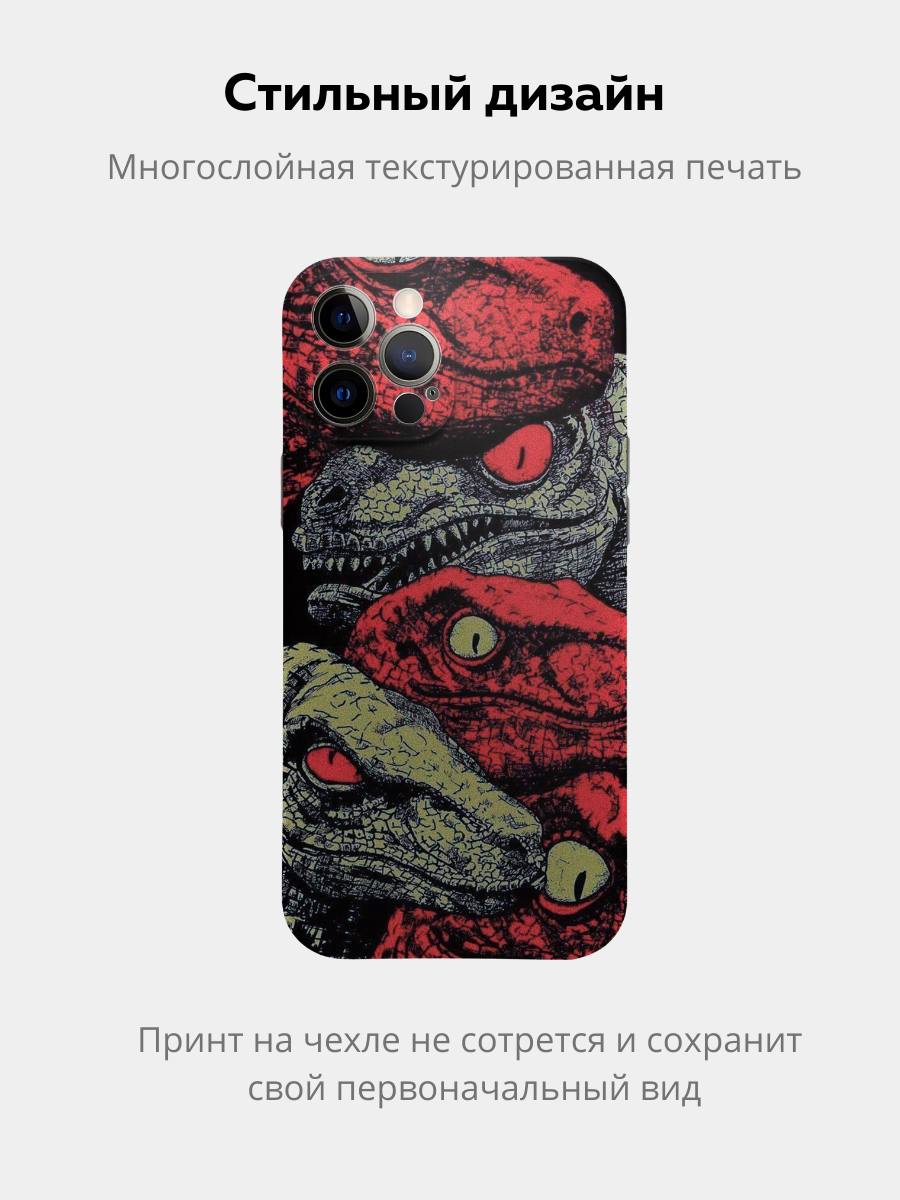 Стильный дизайн
Многослойная текстурированная печать
Принт на чехле не сотрется и сохранит
свой первоначальный вид